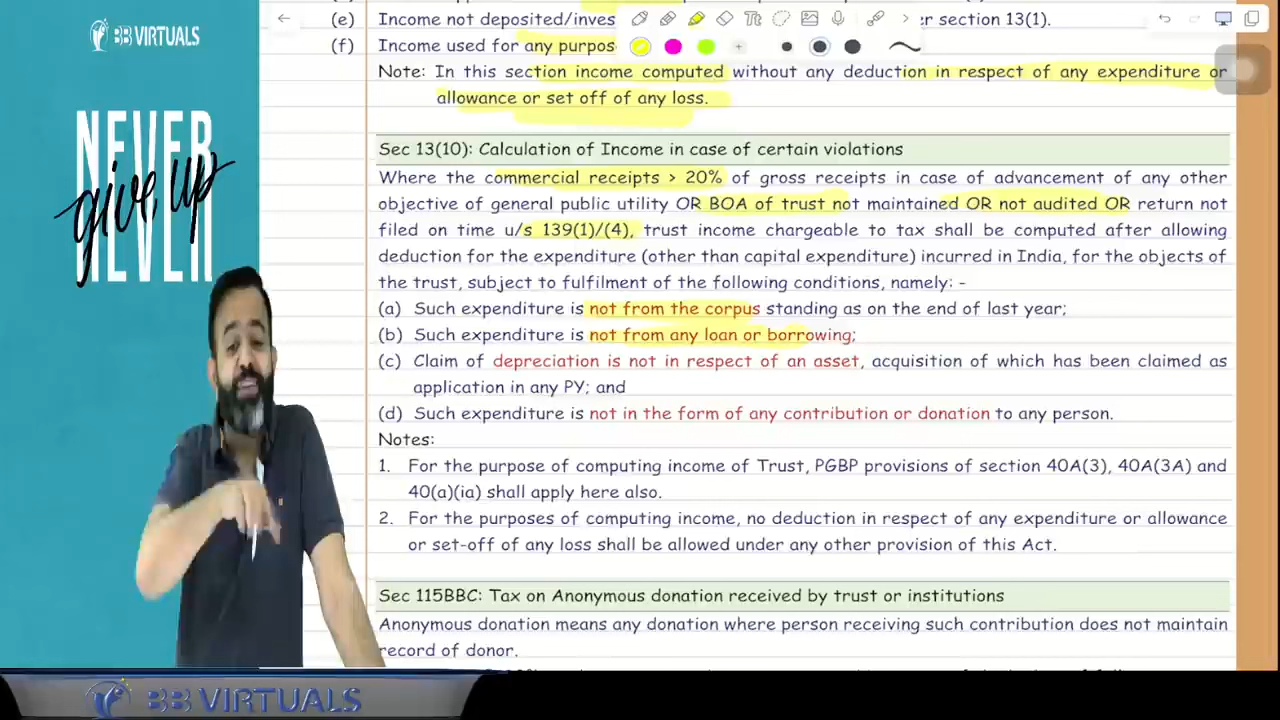 BB VIRTUALS
NEVER
give up
NEVER
(e) Income not deposited/inves
er section 13(1).
(f) Income used for any purpos
Note: In this section income computed without any deduction in respect of any expenditure or
allowance or set off of any loss.
Sec 13(10): Calculation of Income in case of certain violations
Where the commercial receipts > 20% of gross receipts in case of advancement of any other
objective of general public utility OR BOA of trust not maintained OR not audited OR return not
filed on time u/s 139(1)/(4), trust income chargeable to tax shall be computed after allowing
deduction for the expenditure (other than capital expenditure) incurred in India, for the objects of
the trust, subject to fulfilment of the following conditions, namely: -
(a) Such expenditure is not from the corpus standing as on the end of last year;
(b) Such expenditure is not from any loan or borrowing;
(c) Claim of depreciation is not in respect of an asset, acquisition of which has been claimed as
application in any PY; and
(d) Such expenditure is not in the form of any contribution or donation to any person.
Notes:
1. For the purpose of computing income of Trust, PGBP provisions of section 40A(3), 40A(3A) and
40(a)(ia) shall apply here also.
2. For the purposes of computing income, no deduction in respect of any expenditure or allowance
or set-off of any loss shall be allowed under any other provision of this Act.
Sec 115BBC: Tax on Anonymous donation received by trust or institutions
Anonymous donation means any donation where person receiving such contribution does not maintain
record of donor.
BB VIRTUALS